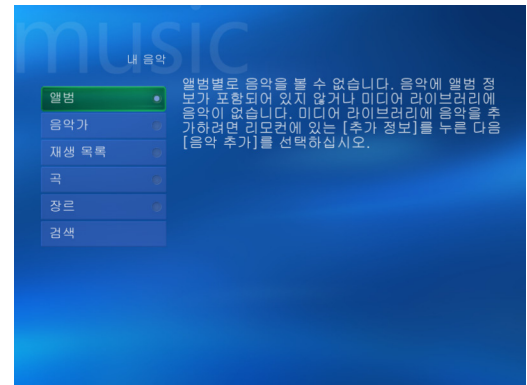 music
내 음악
앨범
음악가
재생 목록
곡
장르
검색
앨범별로 음악을 볼 수 없습니다. 음악에 앨범 정
보가 포함되어 있지 않거나 미디어 라이브러리에
음악이 없습니다. 미디어 라이브러리에 음악을 추
가하려면 리모컨에 있는 [추가 정보]를 누른 다음
[음악 추가]를 선택하십시오.